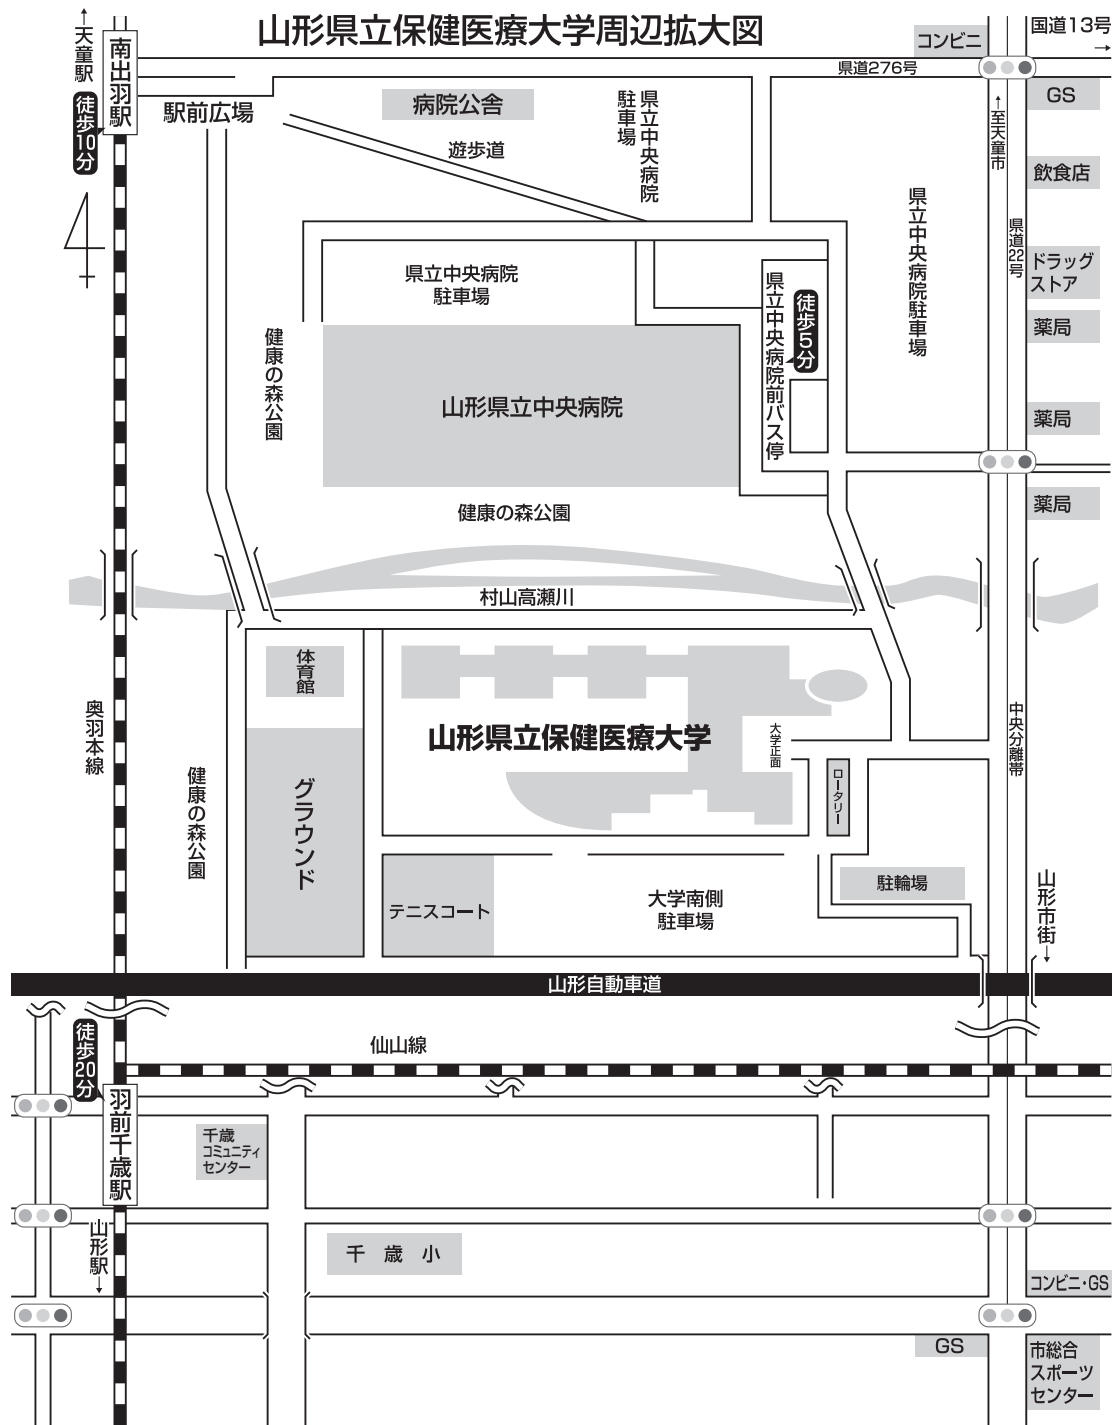 山形県立保健医療大学周辺拡大図
↑天童駅
南出羽駅
徒歩10分
コンビニ
国道13号
→
県道276号
GS
駅前広場
病院公舎
県立中央病院
駐車場
遊歩道
↑至天童市
飲食店
県立中央病院駐車場
県道22号
ドラッグ
ストア
県立中央病院
駐車場
県立中央病院前バス停
徒歩5分
薬局
健康の森公園
山形県立中央病院
薬局
薬局
健康の森公園
村山高瀬川
体育館
奥羽本線
山形県立保健医療大学
大学正面
中央分離帯
健康の森公園
グラウンド
ロータリー
駐輪場
テニスコート
大学南側
駐車場
山形市街↓
山形自動車道
徒歩20分
仙山線
羽前千歳駅
千歳
コミュニティ
センター
山形駅↓
千歳小
コンビニ・GS
GS
市総合
スポーツ
センター